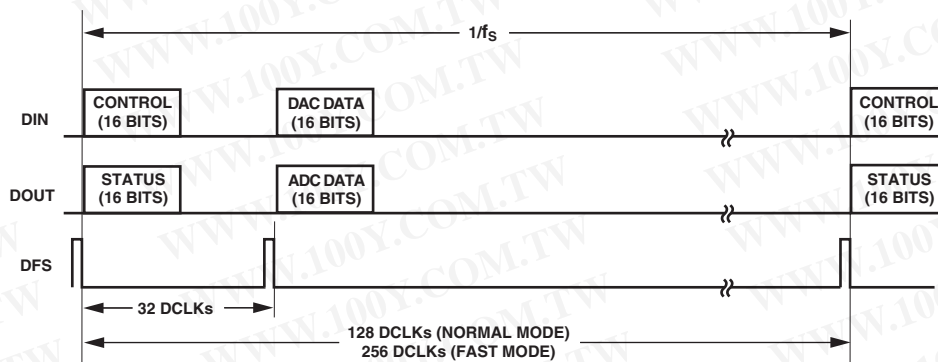 1/fS
DIN
CONTROL
(16 BITS)
DAC DATA
(16 BITS)
CONTROL
(16 BITS)
DOUT
STATUS
(16 BITS)
ADC DATA
(16 BITS)
STATUS
(16 BITS)
DFS
32 DCLKs
128 DCLKs (NORMAL MODE)
256 DCLKs (FAST MODE)
WWW.100Y.COM.TW